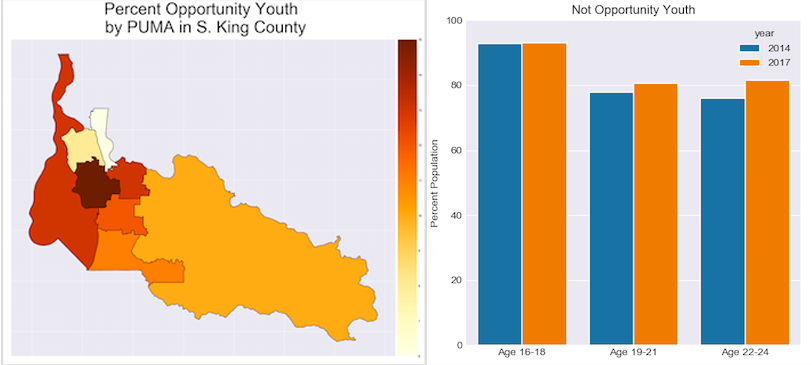 Percent Opportunity Youth
by PUMA in S. King County
Not Opportunity Youth
year
2014
2017
Percent Population
100
80
60
40
20
0
Age 16-18
Age 19-21
Age 22-24